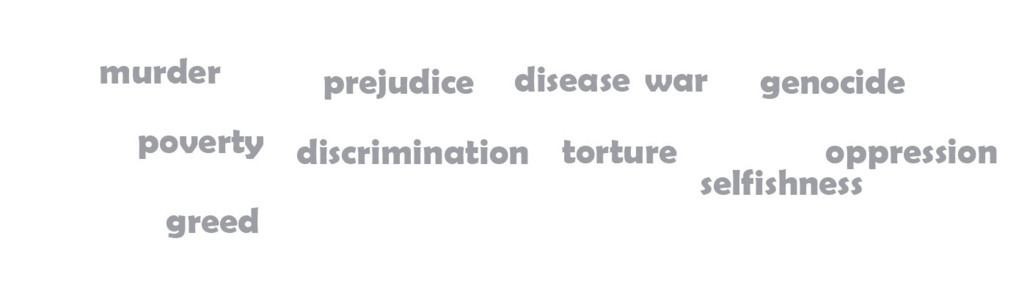 murder prejudice disease war genocide
poverty discrimination torture oppression
selfishness
greed